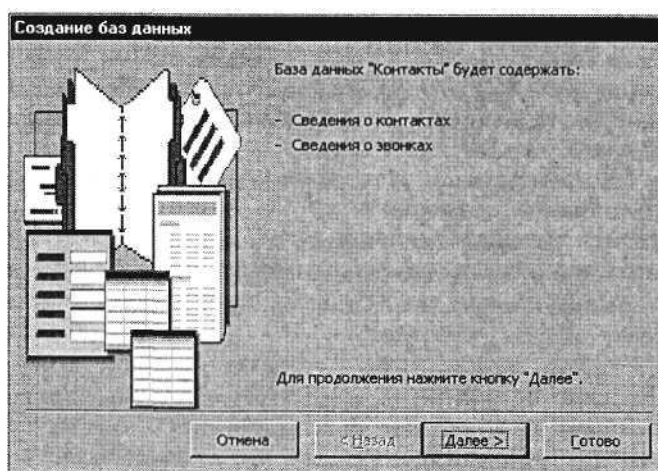 Создание баз данных
База данных "Контакты" будет содержать:
- Сведения о контактах
- Сведения о звонках
Для продолжения нажмите кнопку "Далее".
Отмена
< Назад
Далее >
Готово